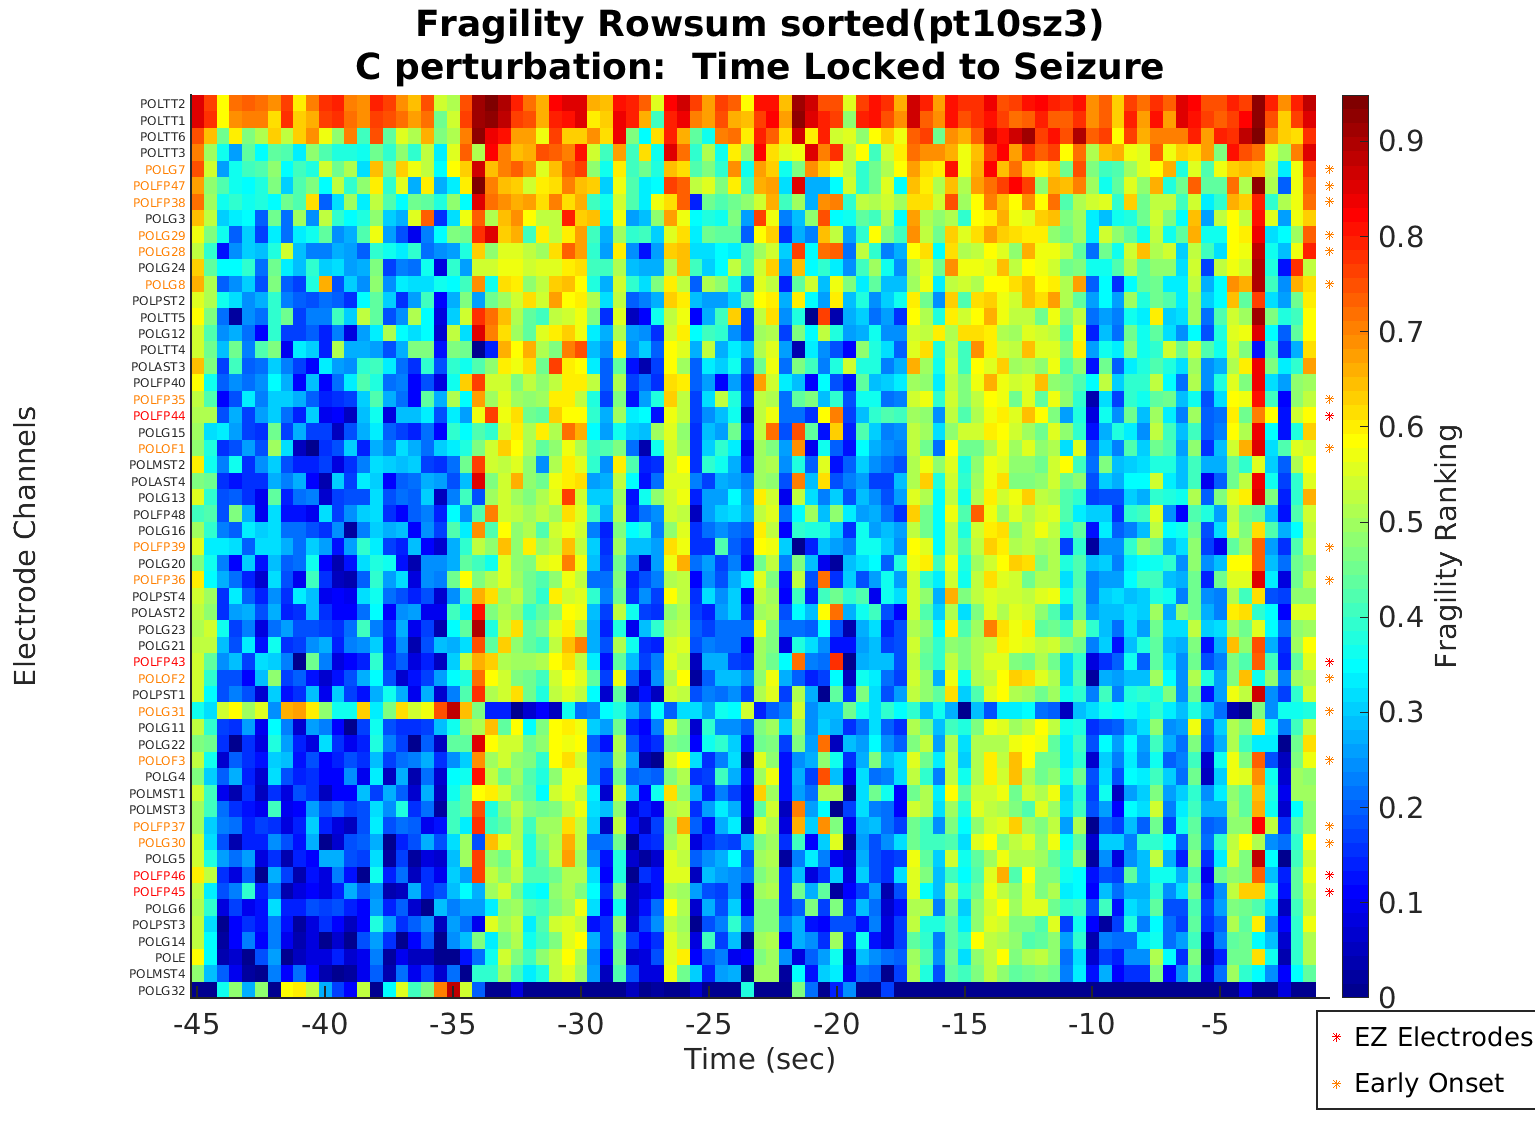 Fragility Rowsum sorted(pt10sz3)
C perturbation:  Time Locked to Seizure
Electrode Channels
POLTT2
POLTT1
POLTT6
POLTT3
POLG7
POLFP47
POLFP38
POLG3
POLG29
POLG28
POLG24
POLG8
POLPST2
POLTT5
POLG12
POLTT4
POLAST3
POLFP40
POLFP35
POLFP44
POLG15
POLOF1
POLMST2
POLAST4
POLG13
POLFP48
POLG16
POLFP39
POLG20
POLFP36
POLPST4
POLAST2
POLG23
POLG21
POLFP43
POLOF2
POLPST1
POLG31
POLG11
POLG22
POLOF3
POLG4
POLMST1
POLMST3
POLFP37
POLG30
POLG5
POLFP46
POLFP45
POLG6
POLPST3
POLG14
POLE
POLMST4
POLG32
-45 -40 -35 -30 -25 -20 -15 -10 -5
Time (sec)
0.9
0.8
0.7
0.6
0.5
0.4
0.3
0.2
0.1
0
Fragility Ranking
EZ Electrodes
Early Onset